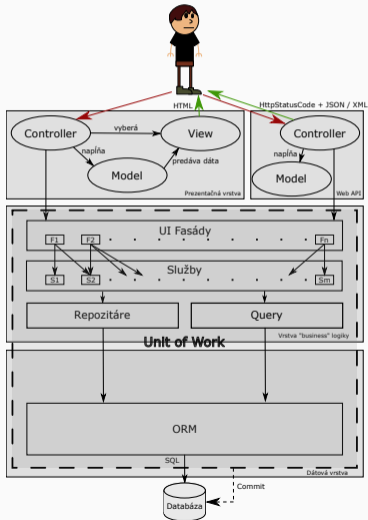 HTML
HttpStatusCode + JSON / XML
Controller
vyberá
View
napĺňa
Model
predáva dáta
Prezentačná vrstva
Controller
napĺňa
Model
Web API
UI Fasády
F1
F2
Fn
Služby
S1
S2
Sm
Repozitáre
Query
Vrstva "business" logiky
Unit of Work
ORM
SQL
Dátová vrstva
Commit
Databáza